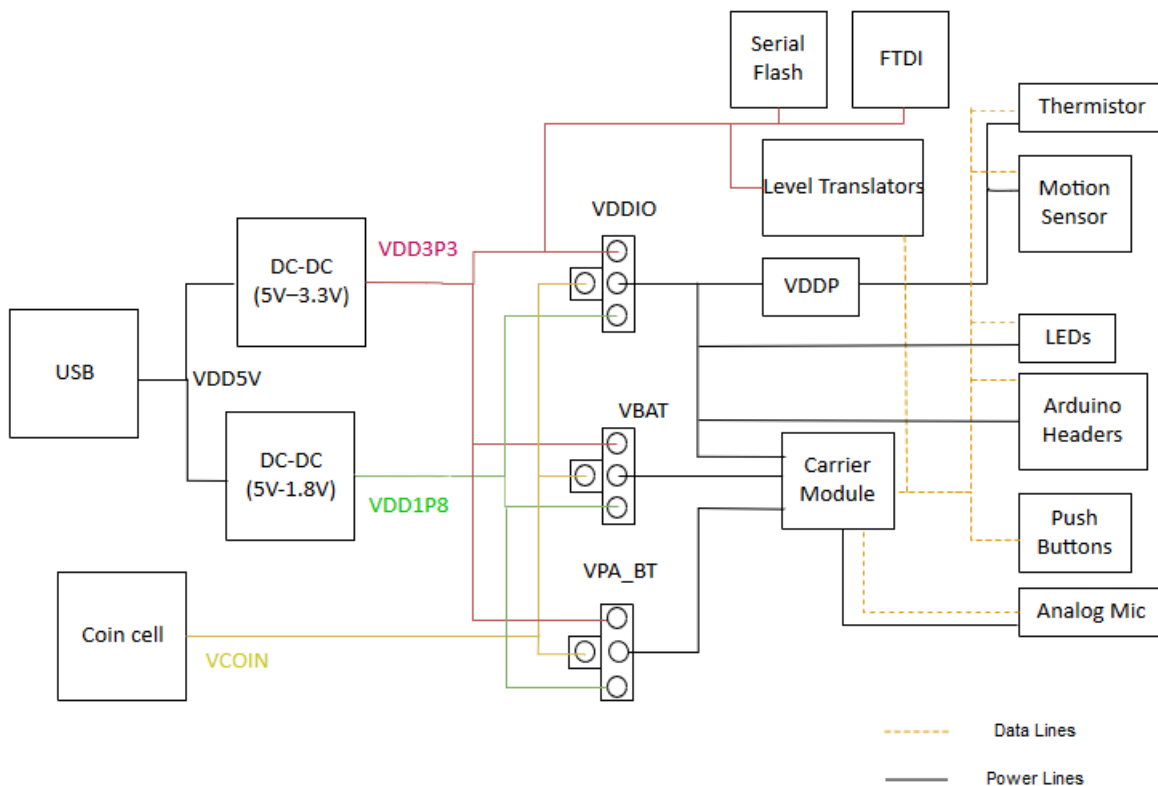 Serial
Flash
FTDI
Thermistor
Level Translators
Motion
Sensor
VDDIO
VDD3P3
DC-DC
(5V–3.3V)
VDDP
LEDs
USB
VDD5V
VBAT
Arduino
Headers
DC-DC
(5V-1.8V)
Carrier
Module
VDD1P8
Push
Buttons
VPA_BT
Coin cell
Analog Mic
VCOIN
Data Lines
Power Lines